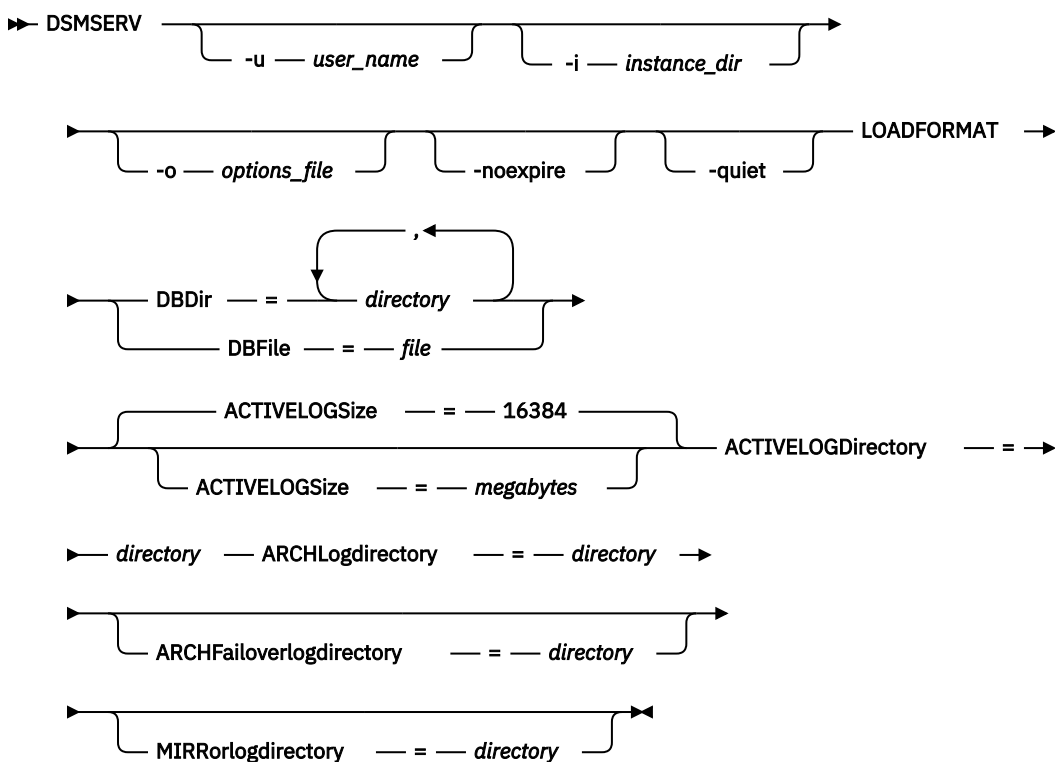 DSMSERV
-u user_name -i instance_dir
LOADFORMAT
-o options_file -noexpire -quiet
,
DBDir = directory
DBFile = file
ACTIVELOGSize = 16384
ACTIVELOGDirectory =
ACTIVELOGSize = megabytes
directory ARCHLogdirectory = directory
ARCHFailoverlogdirectory = directory
MIRRorlogdirectory = directory